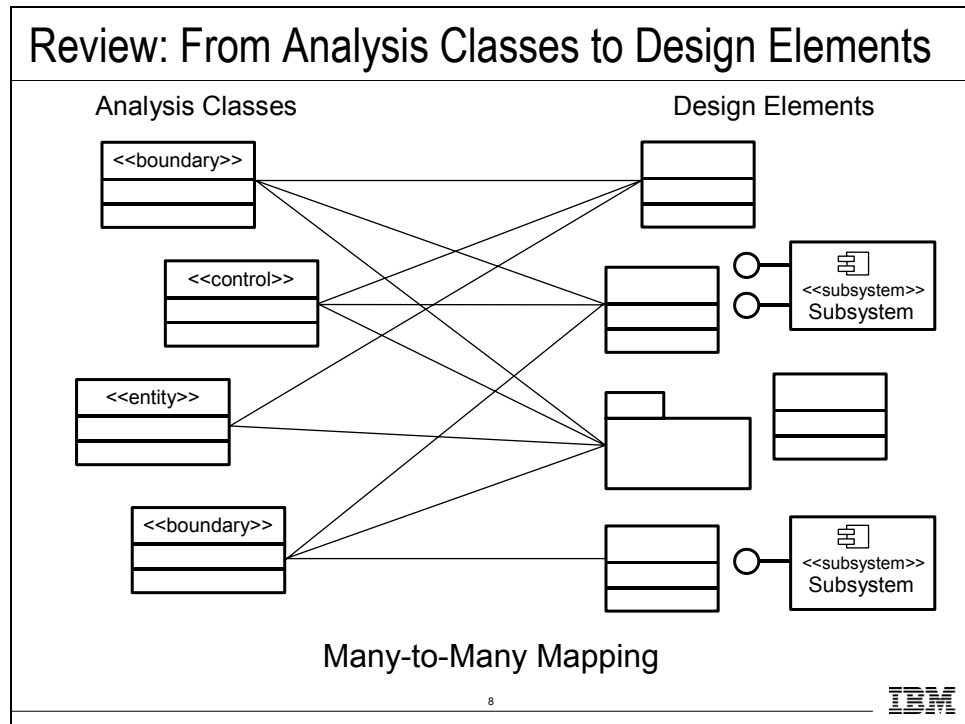 Review: From Analysis Classes to Design Elements
Analysis Classes
Design Elements
<<boundary>>
<<control>>
<<subsystem>>
Subsystem
<<entity>>
<<boundary>>
<<subsystem>>
Subsystem
Many-to-Many Mapping
8
IBM